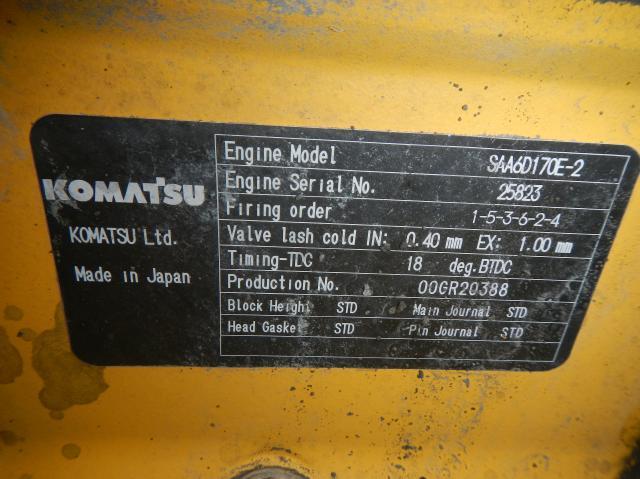 KOMATSU
KOMATSU Ltd.
Made in Japan
Engine Model SAA6D170E-2
Engine Serial No. 25823
Firing order 1-5-3-6-2-4
Valve lash cold IN: 0.40 mm EX: 1.00 mm
Timing-TDC 18 deg.BTDC
Production No. 00GR20388
Block Height STD Main Journal STD
Head Gaske STD Pin Journal STD